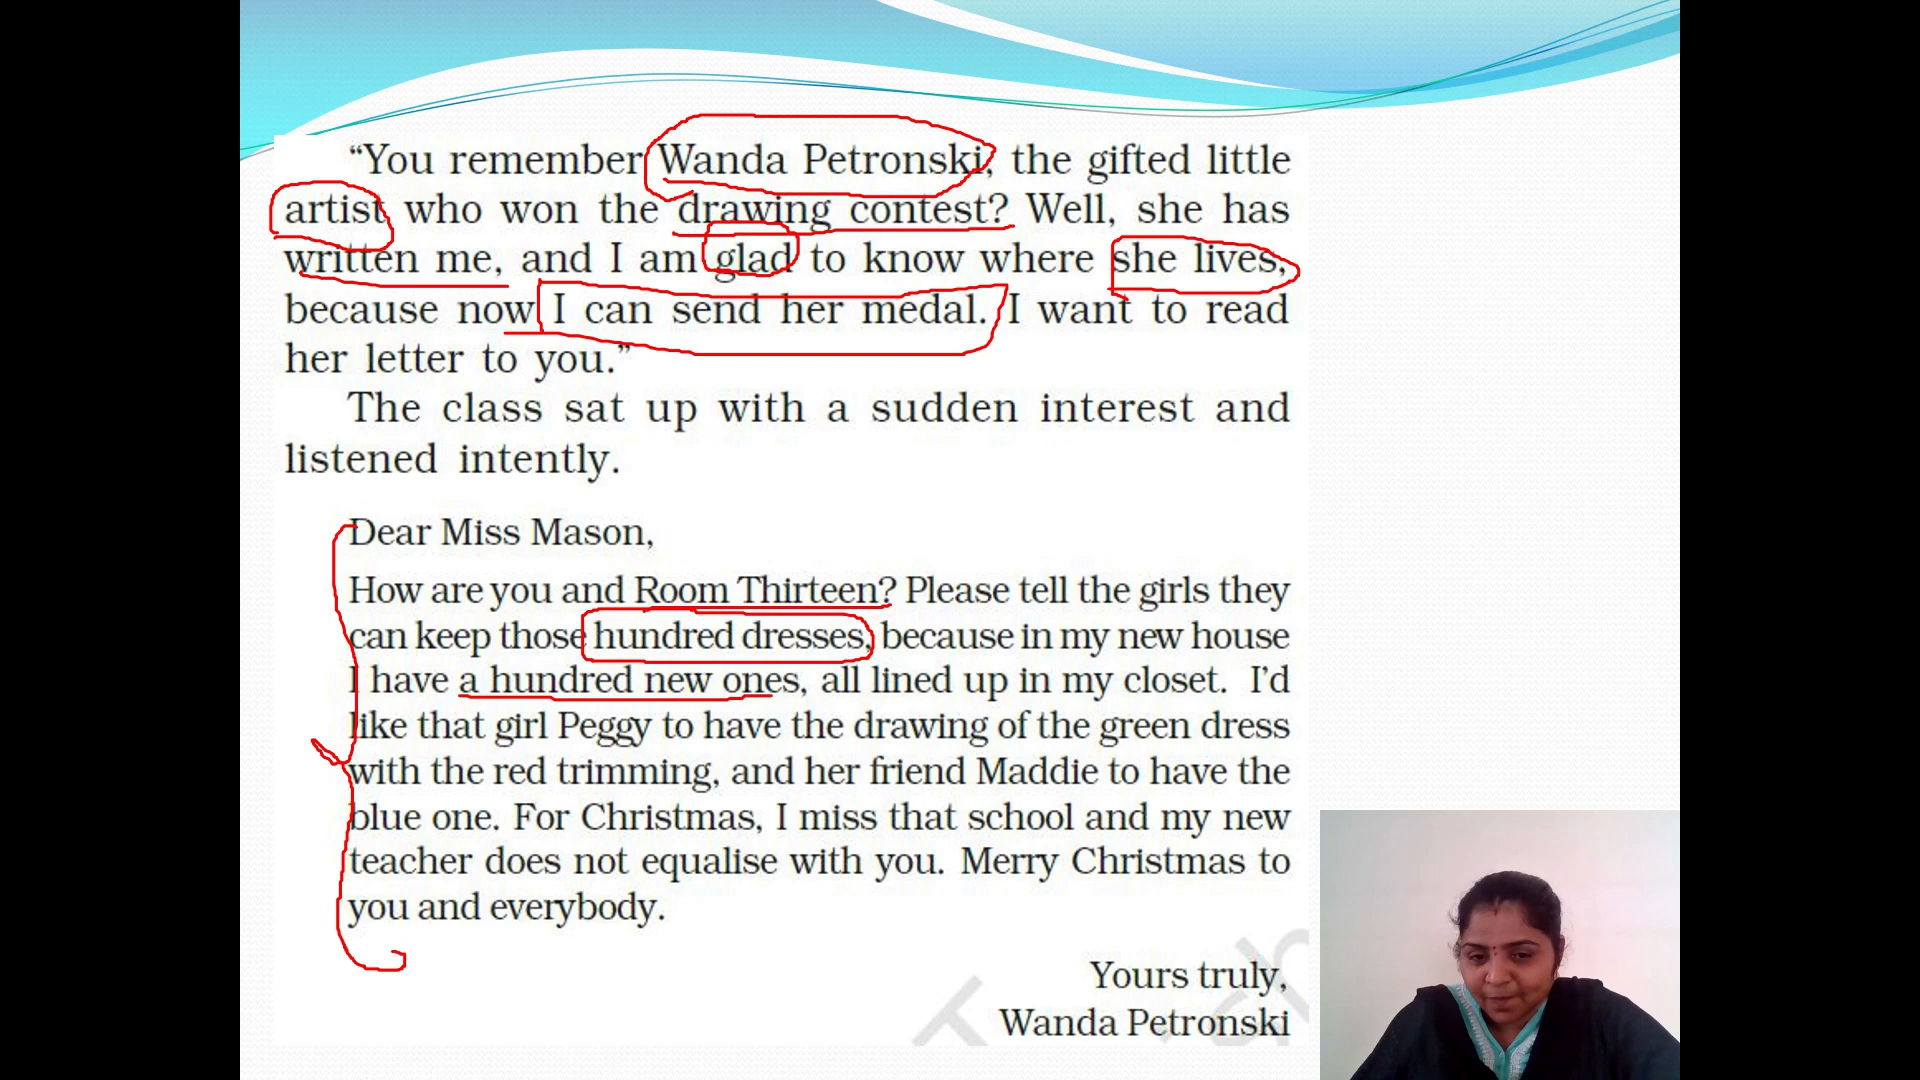 “You remember Wanda Petronski, the gifted little
artist who won the drawing contest? Well, she has
written me, and I am glad to know where she lives,
because now I can send her medal. I want to read
her letter to you.”
The class sat up with a sudden interest and
listened intently.
Dear Miss Mason,
How are you and Room Thirteen? Please tell the girls they
can keep those hundred dresses, because in my new house
I have a hundred new ones, all lined up in my closet. I’d
like that girl Peggy to have the drawing of the green dress
with the red trimming, and her friend Maddie to have the
blue one. For Christmas, I miss that school and my new
teacher does not equalise with you. Merry Christmas to
you and everybody.
Yours truly,
Wanda Petronski